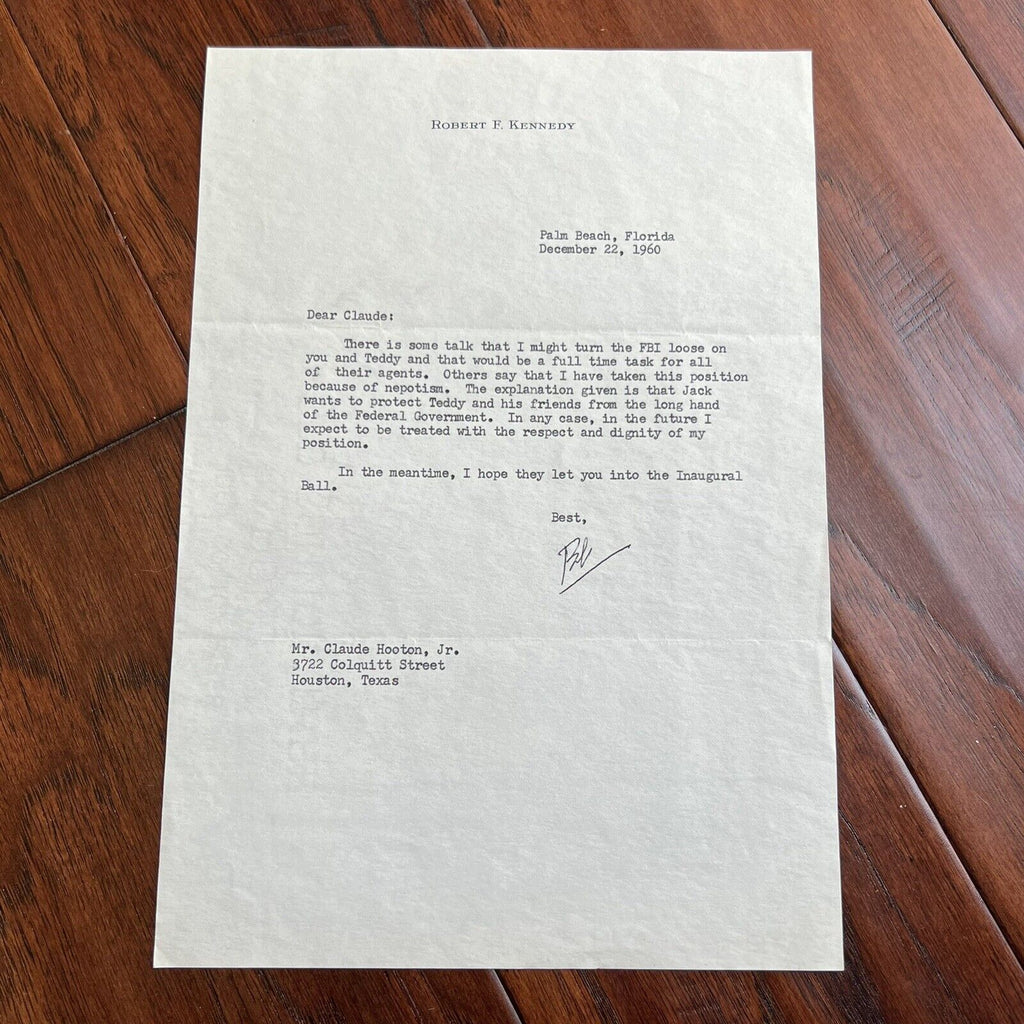 Robert F. Kennedy
Palm Beach, Florida
December 22, 1960
Dear Claude:
There is some talk that I might turn the FBI loose on
you and Teddy and that would be a full time task for all
of their agents. Others say that I have taken this position
because of nepotism. The explanation given is that Jack
wants to protect Teddy and his friends from the long hand
of the Federal Government. In any case, in the future I
expect to be treated with the respect and dignity of my
position.
In the meantime, I hope they let you into the Inaugural
Ball.
Best,
Mr. Claude Hooton, Jr.
3722 Colquitt Street
Houston, Texas